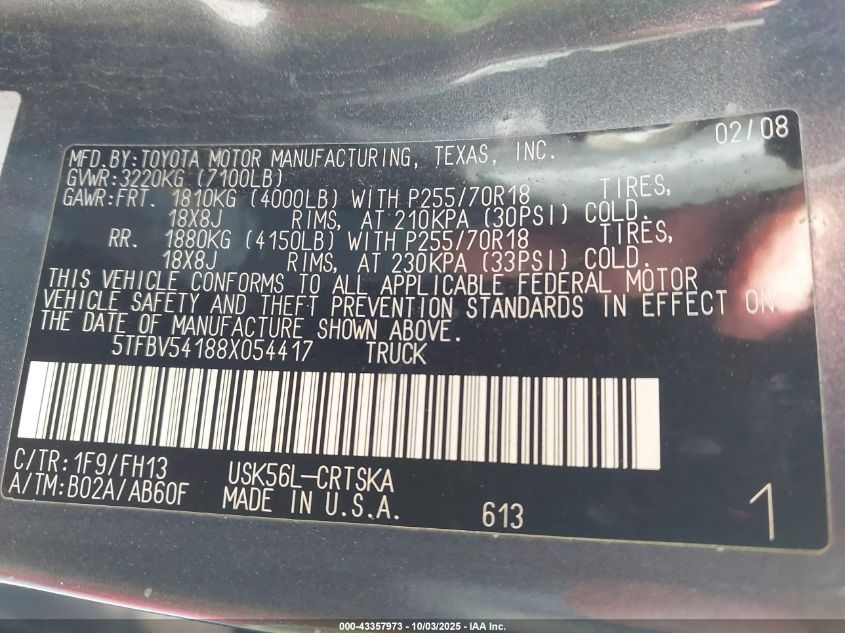 02/08
MFD.BY:TOYOTA MOTOR MANUFACTURING, TEXAS, INC.
GVWR:3220KG (7100LB)
GAWR:FRT. 1810KG (4000LB) WITH P255/70R18 TIRES,
18X8J RIMS, AT 210KPA (30PSI) COLD.
RR. 1880KG (4150LB) WITH P255/70R18 TIRES,
18X8J RIMS, AT 230KPA (33PSI) COLD.
THIS VEHICLE CONFORMS TO ALL APPLICABLE FEDERAL MOTOR
VEHICLE SAFETY AND THEFT PREVENTION STANDARDS IN EFFECT ON
THE DATE OF MANUFACTURE SHOWN ABOVE.
5TFBV54188X054417 TRUCK
C/TR:1F9/FH13 USK56L-CRTSKA
A/TM:B02A/AB60F MADE IN U.S.A. 613 1
000-43357973 - 10/03/2025 - IAA Inc.